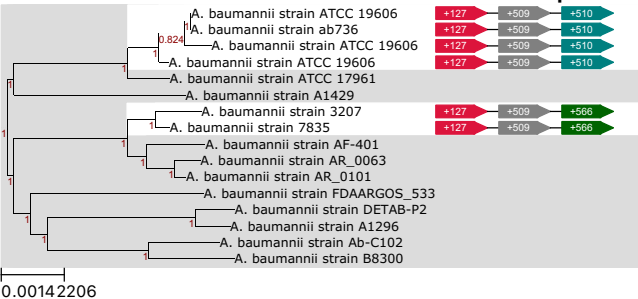 A. baumannii strain ATCC 19606 +127 +509 +510
A. baumannii strain ab736 +127 +509 +510
0.824
A. baumannii strain ATCC 19606 +127 +509 +510
1
A. baumannii strain ATCC 19606 +127 +509 +510
1
A. baumannii strain ATCC 17961
1
A. baumannii strain A1429
A. baumannii strain 3207 +127 +509 +566
1
A. baumannii strain 7835 +127 +509 +566
1
1
A. baumannii strain AF-401
1
A. baumannii strain AR_0063
1
A. baumannii strain AR_0101
1
A. baumannii strain FDAARGOS_533
A. baumannii strain DETAB-P2
1
1
A. baumannii strain A1296
1
A. baumannii strain Ab-C102
1
A. baumannii strain B8300
0.00142206